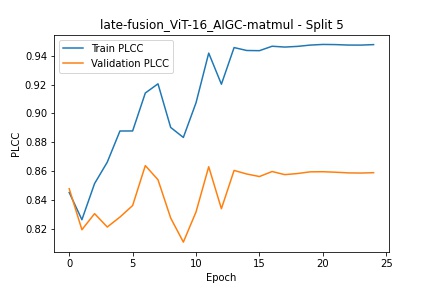 late-fusion_ViT-16_AIGC-matmul - Split 5
Train PLCC
Validation PLCC
PLCC
0.94
0.92
0.90
0.88
0.86
0.84
0.82
0 5 10 15 20 25
Epoch